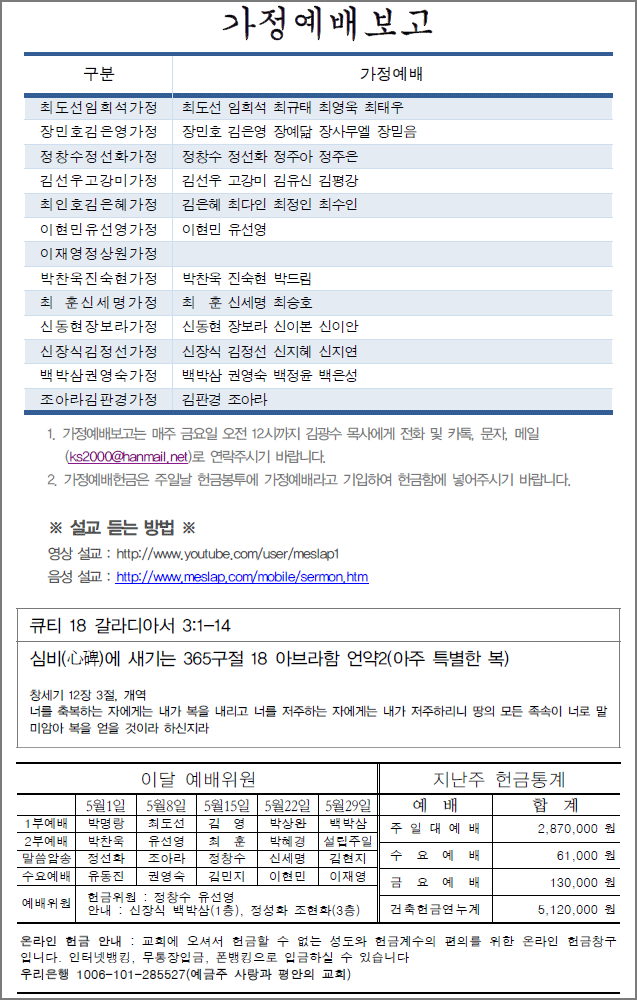 가정예배보고
구분 가정예배
최도선임희석가정 최도선 임희석 최규태 최영욱 최태우
장민호김은영가정 장민호 김은영 장예닮 장사무엘 장믿음
정창수정선화가정 정창수 정선화 정주아 정주은
김선우고강미가정 김선우 고강미 김유신 김평강
최인호김은혜가정 김은혜 최다인 최정인 최수인
이현민유선영가정 이현민 유선영
이재영정상원가정
박찬욱진숙현가정 박찬욱 진숙현 박드림
최 훈신세명가정 최 훈 신세명 최승호
신동현장보라가정 신동현 장보라 신이본 신이안
신장식김정선가정 신장식 김정선 신지혜 신지연
백박삼권영숙가정 백박삼 권영숙 백정윤 백은성
조아라김판경가정 김판경 조아라
1. 가정예배보고는 매주 금요일 오전 12시까지 김광수 목사에게 전화 및 카톡, 문자, 메일
(ks2000@hanmail.net)로 연락주시기 바랍니다.
2. 가정예배헌금은 주일날 헌금봉투에 가정예배라고 기입하여 헌금함에 넣어주시기 바랍니다.
※ 설교 듣는 방법 ※
영상 설교 : http://www.youtube.com/user/meslap1
음성 설교 : http://www.meslap.com/mobile/sermon.htm
큐티 18 갈라디아서 3:1-14
심비(心碑)에 새기는 365구절 18 아브라함 언약2(아주 특별한 복)
창세기 12장 3절, 개역
너를 축복하는 자에게는 내가 복을 내리고 너를 저주하는 자에게는 내가 저주하리니 땅의 모든 족속이 너로 말
미암아 복을 얻을 것이라 하신지라
이달 예배위원
5월1일 5월8일 5월15일 5월22일 5월29일
1부예배 박명랑 최도선 김 영 박상완 백박삼
2부예배 박찬욱 유선영 최 훈 박혜경 설립주일
말씀암송 정선화 조아라 정창수 신세명 김현지
수요예배 유동진 권영숙 김민지 이현민 이재영
예배위원 헌금위원 : 정창수 유선영
안내 : 신장식 백박삼(1층), 정성화 조현화(3층)
지난주 헌금통계
예 배 합 계
주 일 대 예 배 2,870,000 원
수 요 예 배 61,000 원
금 요 예 배 130,000 원
건축헌금연누계 5,120,000 원
온라인 헌금 안내 : 교회에 오셔서 헌금할 수 없는 성도와 헌금계수의 편의를 위한 온라인 헌금창구
입니다. 인터넷뱅킹, 무통장입금, 폰뱅킹으로 입금하실 수 있습니다
우리은행 1006-101-285527(예금주 사랑과 평안의 교회)